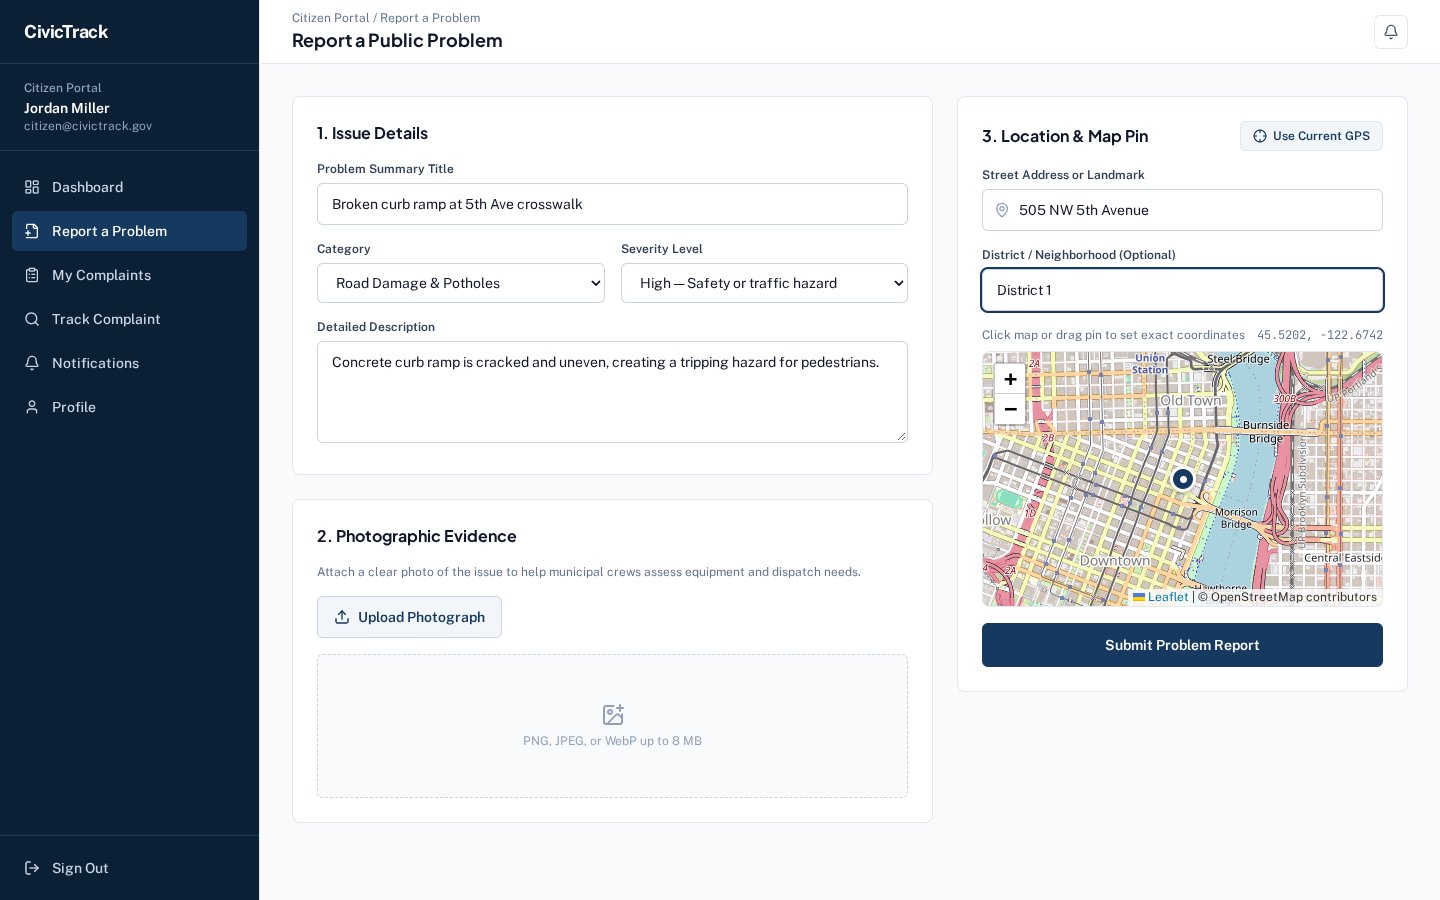 CivicTrack
Citizen Portal
Jordan Miller
citizen@civictrack.gov
Dashboard
Report a Problem
My Complaints
Track Complaint
Notifications
Profile
Sign Out
Citizen Portal / Report a Problem
Report a Public Problem
1. Issue Details
Problem Summary Title
Broken curb ramp at 5th Ave crosswalk
Category
Severity Level
Road Damage & Potholes
High — Safety or traffic hazard
Detailed Description
Concrete curb ramp is cracked and uneven, creating a tripping hazard for pedestrians.
2. Photographic Evidence
Attach a clear photo of the issue to help municipal crews assess equipment and dispatch needs.
Upload Photograph
PNG, JPEG, or WebP up to 8 MB
3. Location & Map Pin
Use Current GPS
Street Address or Landmark
505 NW 5th Avenue
District / Neighborhood (Optional)
District 1
Click map or drag pin to set exact coordinates
45.5202, -122.6742
+
−
2A
Union
Station
Steel Bridge
2A
300B
Old Town
Burnside
Bridge
2B
Morrison
Bridge
1D
ollow
Downtown
Central Eastside
Hawthorne
Leaflet | © OpenStreetMap contributors
Submit Problem Report